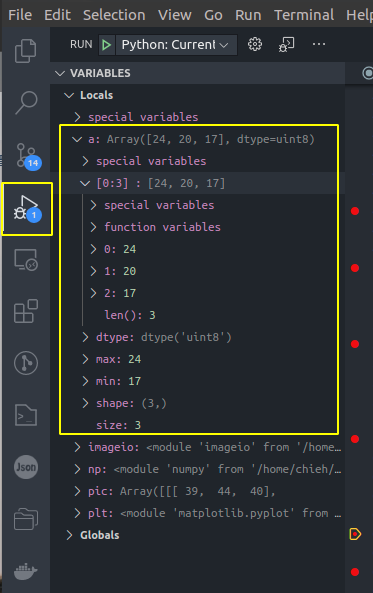 File Edit Selection View Go Run Terminal Help
RUN Python: Current
VARIABLES
Locals
special variables
a: Array([24, 20, 17], dtype=uint8)
special variables
[0:3] : [24, 20, 17]
special variables
function variables
0: 24
1: 20
2: 17
len(): 3
dtype: dtype('uint8')
max: 24
min: 17
shape: (3,)
size: 3
imageio: <module 'imageio' from '/home…
np: <module 'numpy' from '/home/chieh/…
pic: Array([[[ 39, 44, 40],
plt: <module 'matplotlib.pyplot' from …
Globals
14
1
Json